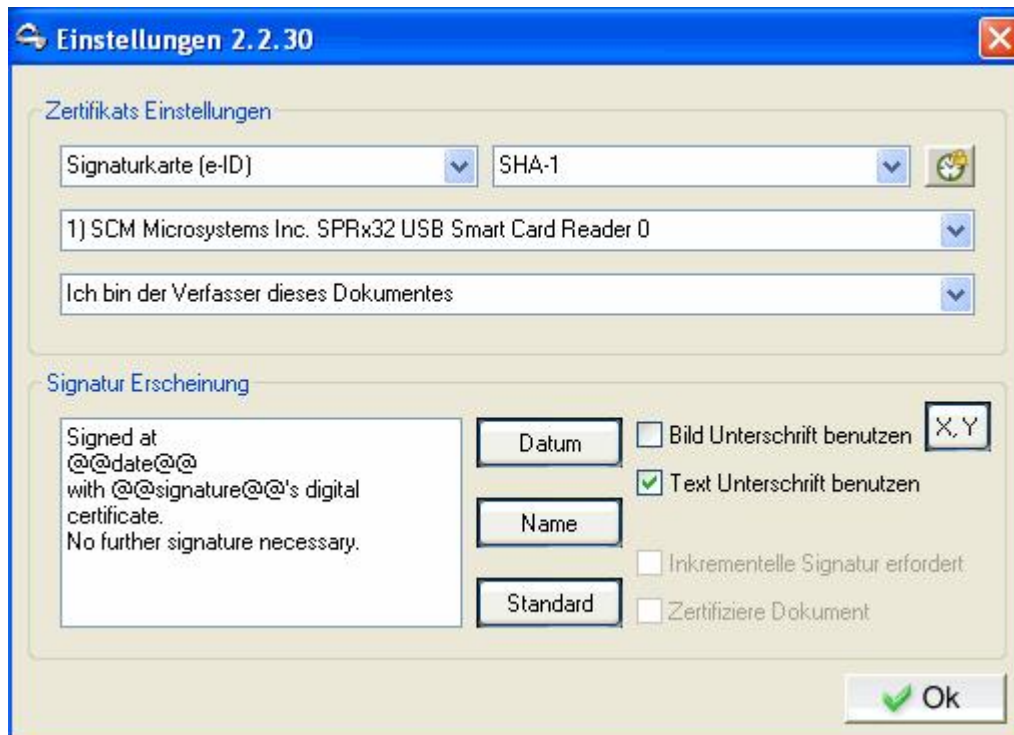 Einstellungen 2.2.30
Zertifikats Einstellungen
Signaturkarte (e-ID)
SHA-1
1) SCM Microsystems Inc. SPRx32 USB Smart Card Reader 0
Ich bin der Verfasser dieses Dokumentes
Signatur Erscheinung
Signed at
@@date@@
with @@signature@@'s digital
certificate.
No further signature necessary.
Datum
Name
Standard
Bild Unterschrift benutzen
X,Y
Text Unterschrift benutzen
Inkrementelle Signatur erfordert
Zertifiziere Dokument
Ok